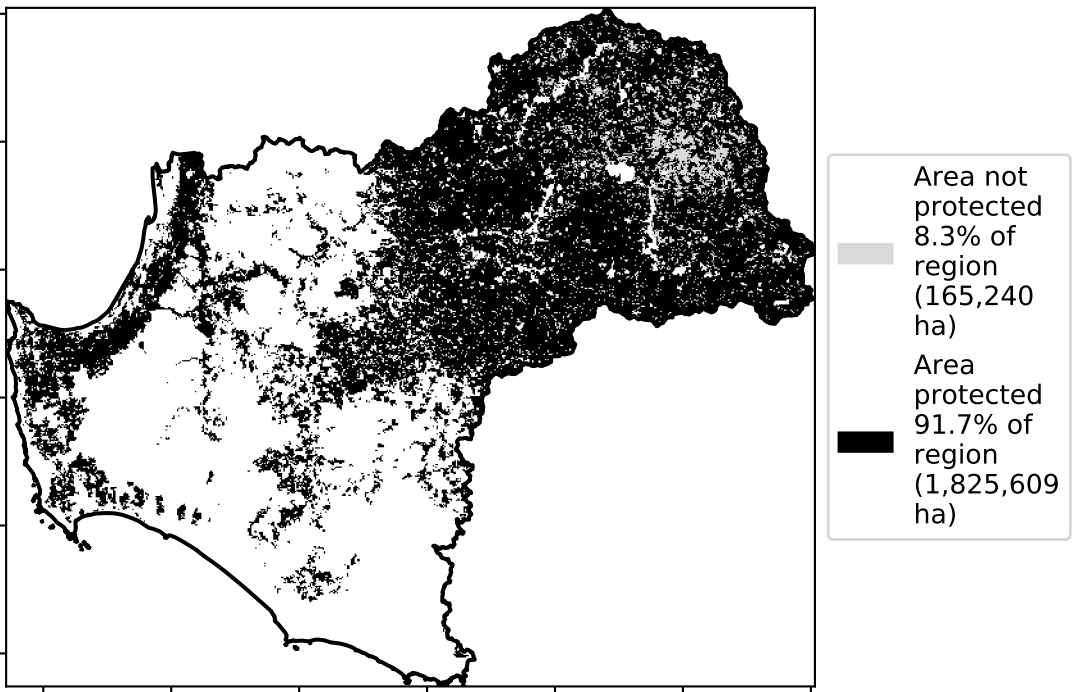 Area not
protected
8.3% of
region
(165,240
ha)
Area
protected
91.7% of
region
(1,825,609
ha)